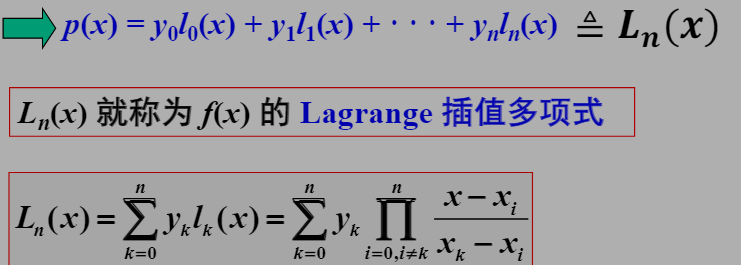 p(x) = y₀l₀(x) + y₁l₁(x) + · · · + yₙlₙ(x) ≜ Lₙ(x)
Lₙ(x) 就称为 f(x) 的 Lagrange 插值多项式
Lₙ(x) = ∑_{k=0}^{n} yₖlₖ(x) = ∑_{k=0}^{n} yₖ ∏_{i=0,i≠k}^{n} (x − xᵢ)/(xₖ − xᵢ)